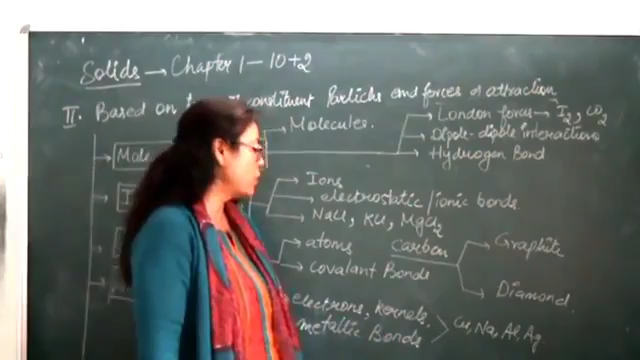 Solids → Chapter 1 - 10+2
II. Based on constituent Particles and forces of attraction
Molecules.
London forces → I2, CO2
Dipole-dipole interactions
Hydrogen Bond
Mole
Ions
electrostatic/ionic bonds.
NaCl, KCl, MgCl2
atoms
Covalant Bonds
Carbon
Graphite
Diamond.
electrons, kernels.
metallic Bonds
Cu, Na, Al, Ag